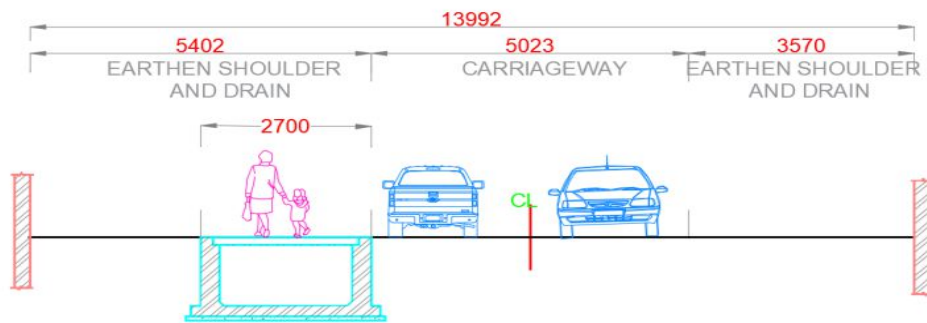 13992
5402
5023
3570
EARTHEN SHOULDER
AND DRAIN
CARRIAGEWAY
EARTHEN SHOULDER
AND DRAIN
2700
CL